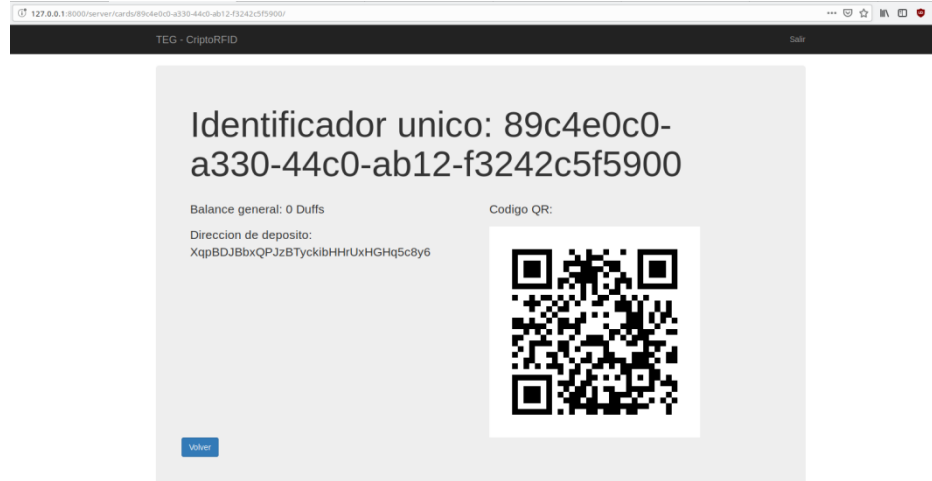 127.0.0.1:8000/server/cards/89c4e0c0-a330-44c0-ab12-f3242c5f5900/
TEG - CriptoRFID
Salir
Identificador unico: 89c4e0c0-
a330-44c0-ab12-f3242c5f5900
Balance general: 0 Duffs
Codigo QR:
Direccion de deposito:
XqpBDJBbxQPJzBTyckibHHrUxHGHq5c8y6
Volver